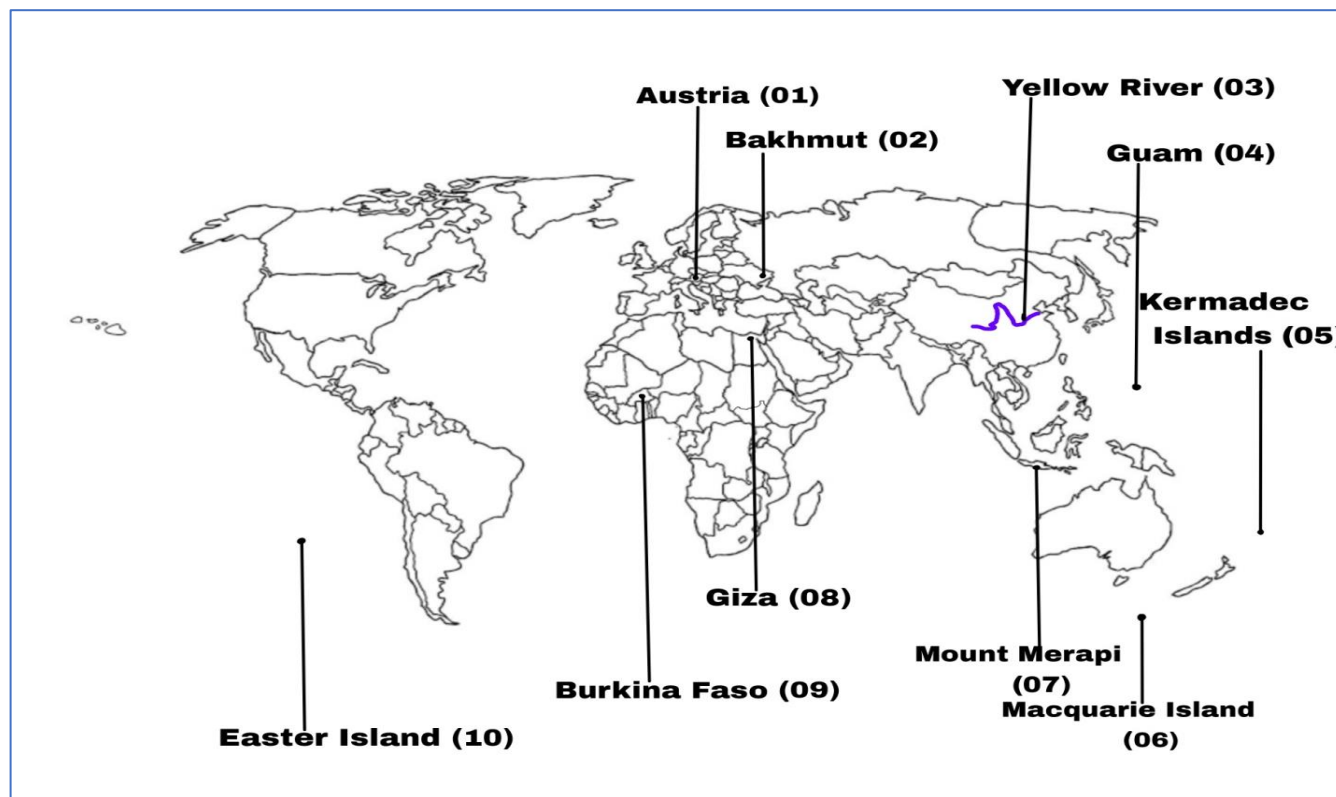 Austria (01)
Yellow River (03)
Bakhmut (02)
Guam (04)
Kermadec
Islands (05)
Giza (08)
Mount Merapi
(07)
Burkina Faso (09)
Macquarie Island
(06)
Easter Island (10)